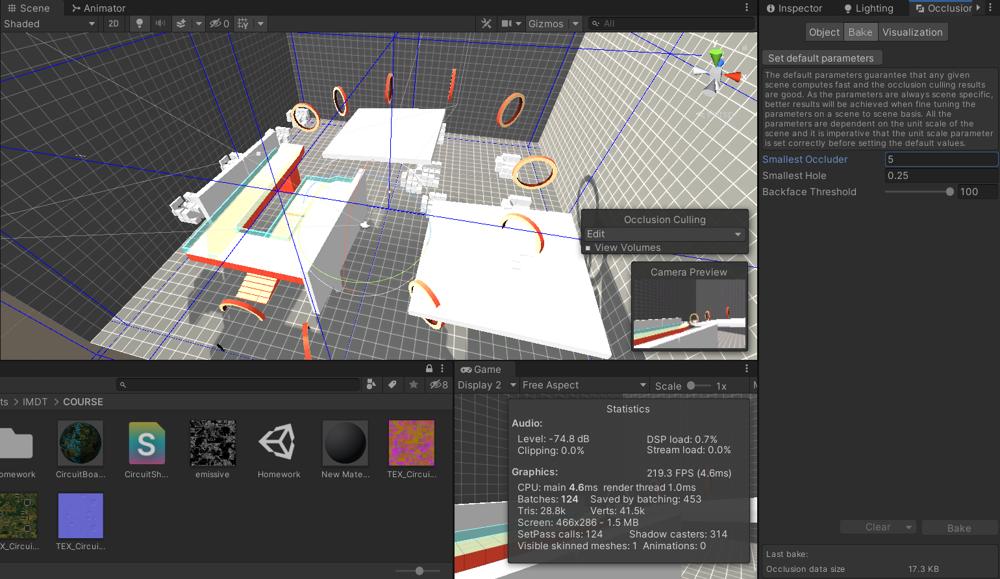 Scene
Animator
Inspector
Lighting
Occlusion
Shaded
2D
0
Gizmos
All
Object
Bake
Visualization
Set default parameters
The default parameters guarantee that any given
scene computes fast and the occlusion culling results
are good. As the parameters are always scene specific,
better results will be achieved when fine tuning the
parameters on a scene to scene basis. All the
parameters are dependent on the unit scale of the
scene and it is imperative that the unit scale parameter
is set correctly before setting the default values.
Smallest Occluder 5
Smallest Hole 0.25
Backface Threshold 100
y
x
Persp
Occlusion Culling
Edit
View Volumes
Camera Preview
8
ts > IMDT > COURSE
omework
CircuitBoa...
CircuitSh...
emissive
Homework
New Mate...
TEX_Circui...
X_Circui...
TEX_Circui...
Game
Display 2
Free Aspect
Scale
1x
Statistics
Audio:
Level: -74.8 dB DSP load: 0.7%
Clipping: 0.0% Stream load: 0.0%
Graphics: 219.3 FPS (4.6ms)
CPU: main 4.6ms render thread 1.0ms
Batches: 124 Saved by batching: 453
Tris: 28.8k Verts: 41.5k
Screen: 466x286 - 1.5 MB
SetPass calls: 124 Shadow casters: 314
Visible skinned meshes: 1 Animations: 0
Clear
Bake
Last bake:
Occlusion data size 17.3 KB